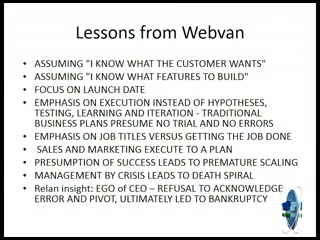 Lessons from Webvan
• ASSUMING "I KNOW WHAT THE CUSTOMER WANTS"
• ASSUMING "I KNOW WHAT FEATURES TO BUILD"
• FOCUS ON LAUNCH DATE
• EMPHASIS ON EXECUTION INSTEAD OF HYPOTHESES,
TESTING, LEARNING AND ITERATION - TRADITIONAL
BUSINESS PLANS PRESUME NO TRIAL AND NO ERRORS
• EMPHASIS ON JOB TITLES VERSUS GETTING THE JOB DONE
• SALES AND MARKETING EXECUTE TO A PLAN
• PRESUMPTION OF SUCCESS LEADS TO PREMATURE SCALING
• MANAGEMENT BY CRISIS LEADS TO DEATH SPIRAL
• Relan insight: EGO of CEO – REFUSAL TO ACKNOWLEDGE
ERROR AND PIVOT, ULTIMATELY LED TO BANKRUPTCY